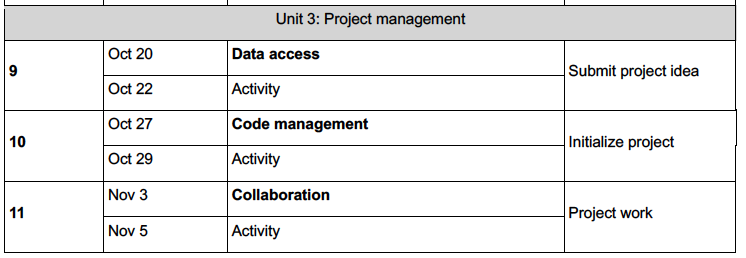 Unit 3: Project management
9
Oct 20
Data access
Submit project idea
Oct 22
Activity
10
Oct 27
Code management
Initialize project
Oct 29
Activity
11
Nov 3
Collaboration
Project work
Nov 5
Activity